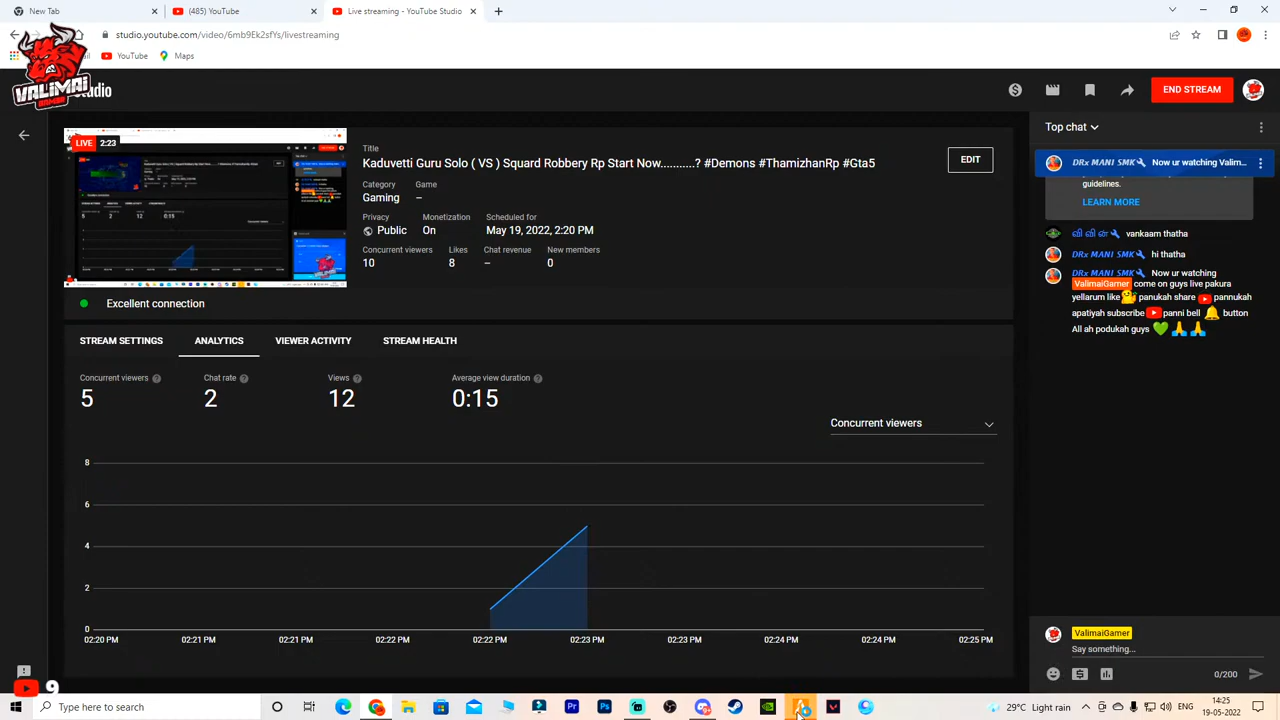 New Tab
(485) YouTube
Live streaming - YouTube Studio
studio.youtube.com/video/6mb9Ek2sfYs/livestreaming
YouTube
Maps
VALIMAI
GAMER
Studio
END STREAM
LIVE 2:23
Title
Kaduvetti Guru Solo ( VS ) Squard Robbery Rp Start Now...........? #Demons #ThamizhanRp #Gta5
EDIT
Category
Game
Gaming
–
Privacy
Monetization
Scheduled for
Public
On
May 19, 2022, 2:20 PM
Concurrent viewers
Likes
Chat revenue
New members
10
8
–
0
Excellent connection
STREAM SETTINGS
ANALYTICS
VIEWER ACTIVITY
STREAM HEALTH
Concurrent viewers
Chat rate
Views
Average view duration
5
2
12
0:15
Concurrent viewers
8
6
4
2
0
02:20 PM
02:21 PM
02:21 PM
02:22 PM
02:22 PM
02:23 PM
02:23 PM
02:24 PM
02:24 PM
02:25 PM
Top chat
DRx MANI SMK Now ur watching Valim...
guidelines.
LEARN MORE
vankaam thatha
DRx MANI SMK hi thatha
DRx MANI SMK Now ur watching
ValimaiGamer come on guys live pakura
yellarum like panukah share pannukah
apatiyah subscribe panni bell button
All ah podukah guys
ValimaiGamer
Say something...
0/200
9
Type here to search
29°C Light rain
14:25
19-05-2022